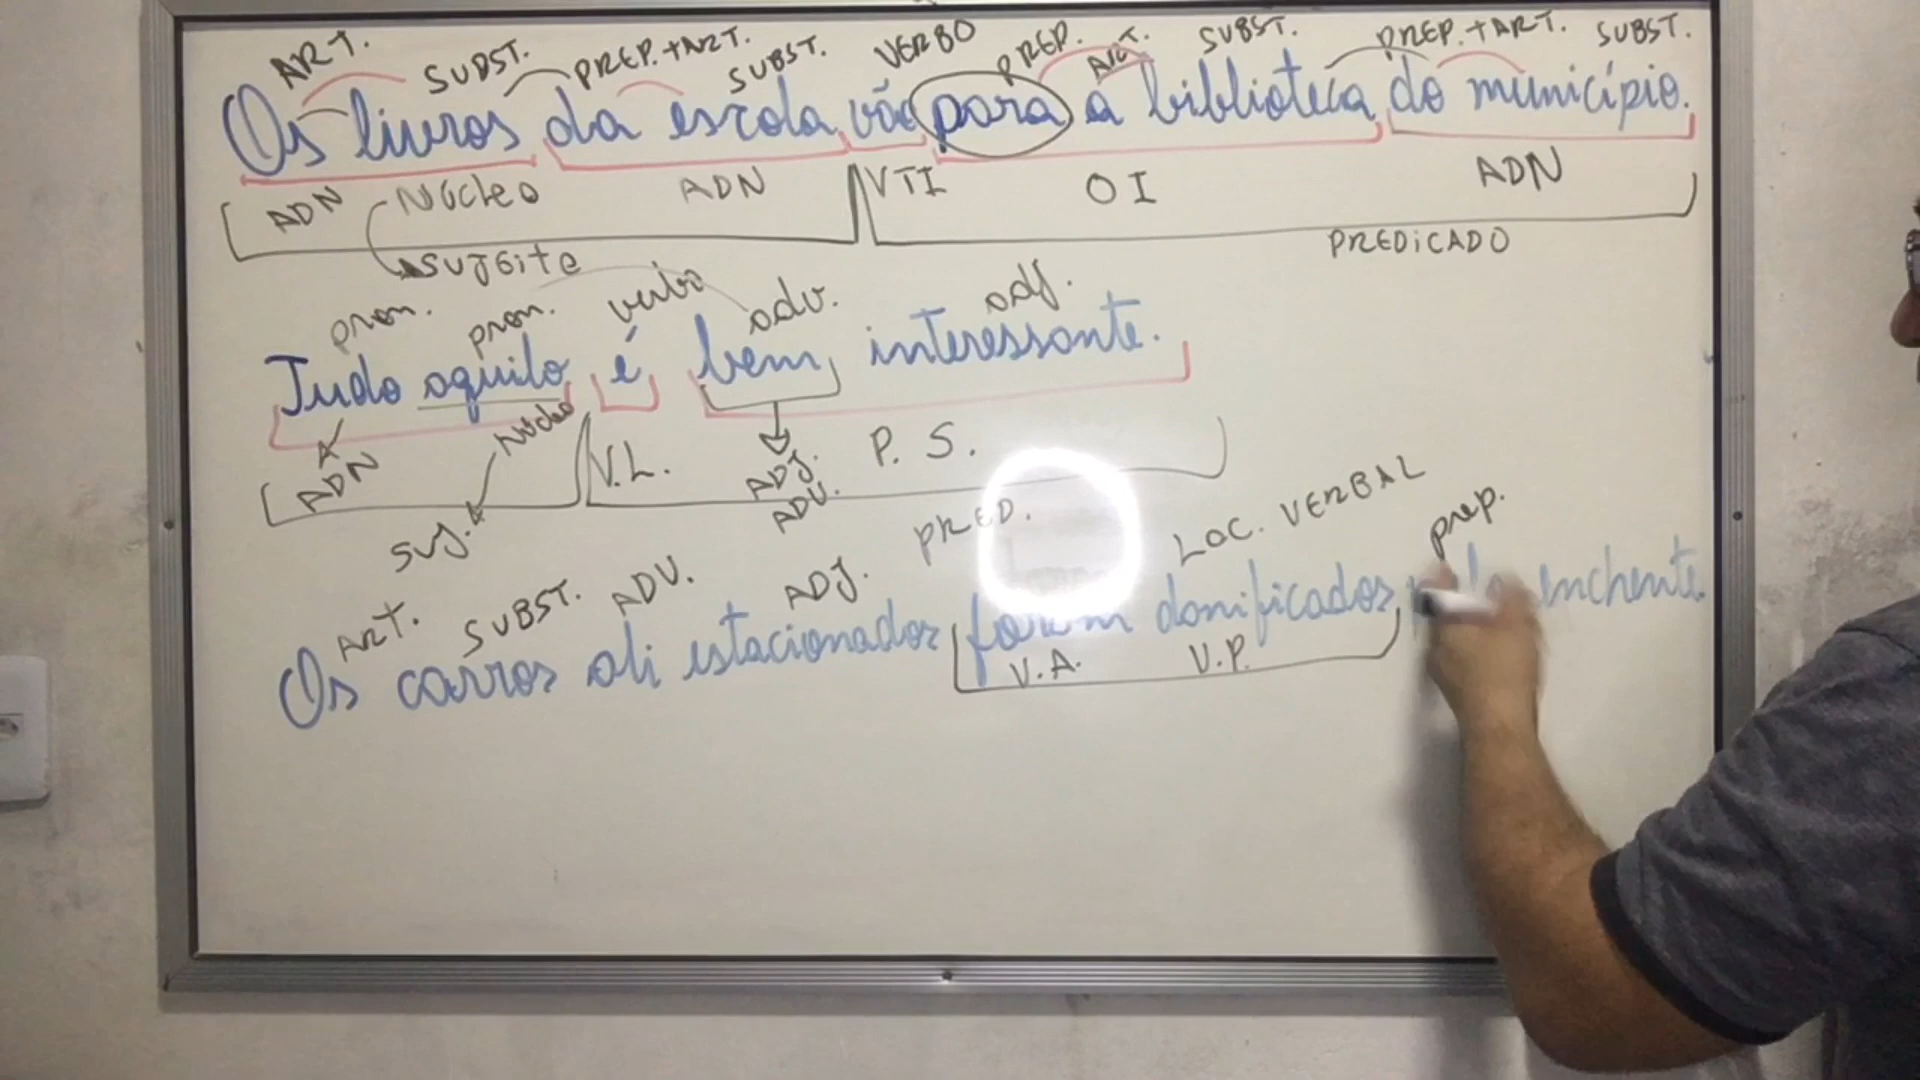 ART. SUBST. PREP.+ART. SUBST. VERBO PREP. ART. SUBST. PREP.+ART. SUBST.
Os livros da escola vão para a biblioteca do município.
ADN Núcleo ADN VTI OI ADN
SUJEITO PREDICADO
pron. pron. verbo adv. adj.
Tudo aquilo é bem interessante.
ADN Núcleo V.L. ADJ. ADV. P.S.
Suj. PRED.
ART. SUBST. ADV. ADJ. LOC. VERBAL prep.
Os carros ali estacionados foram danificados enchente.
V.A. V.P.